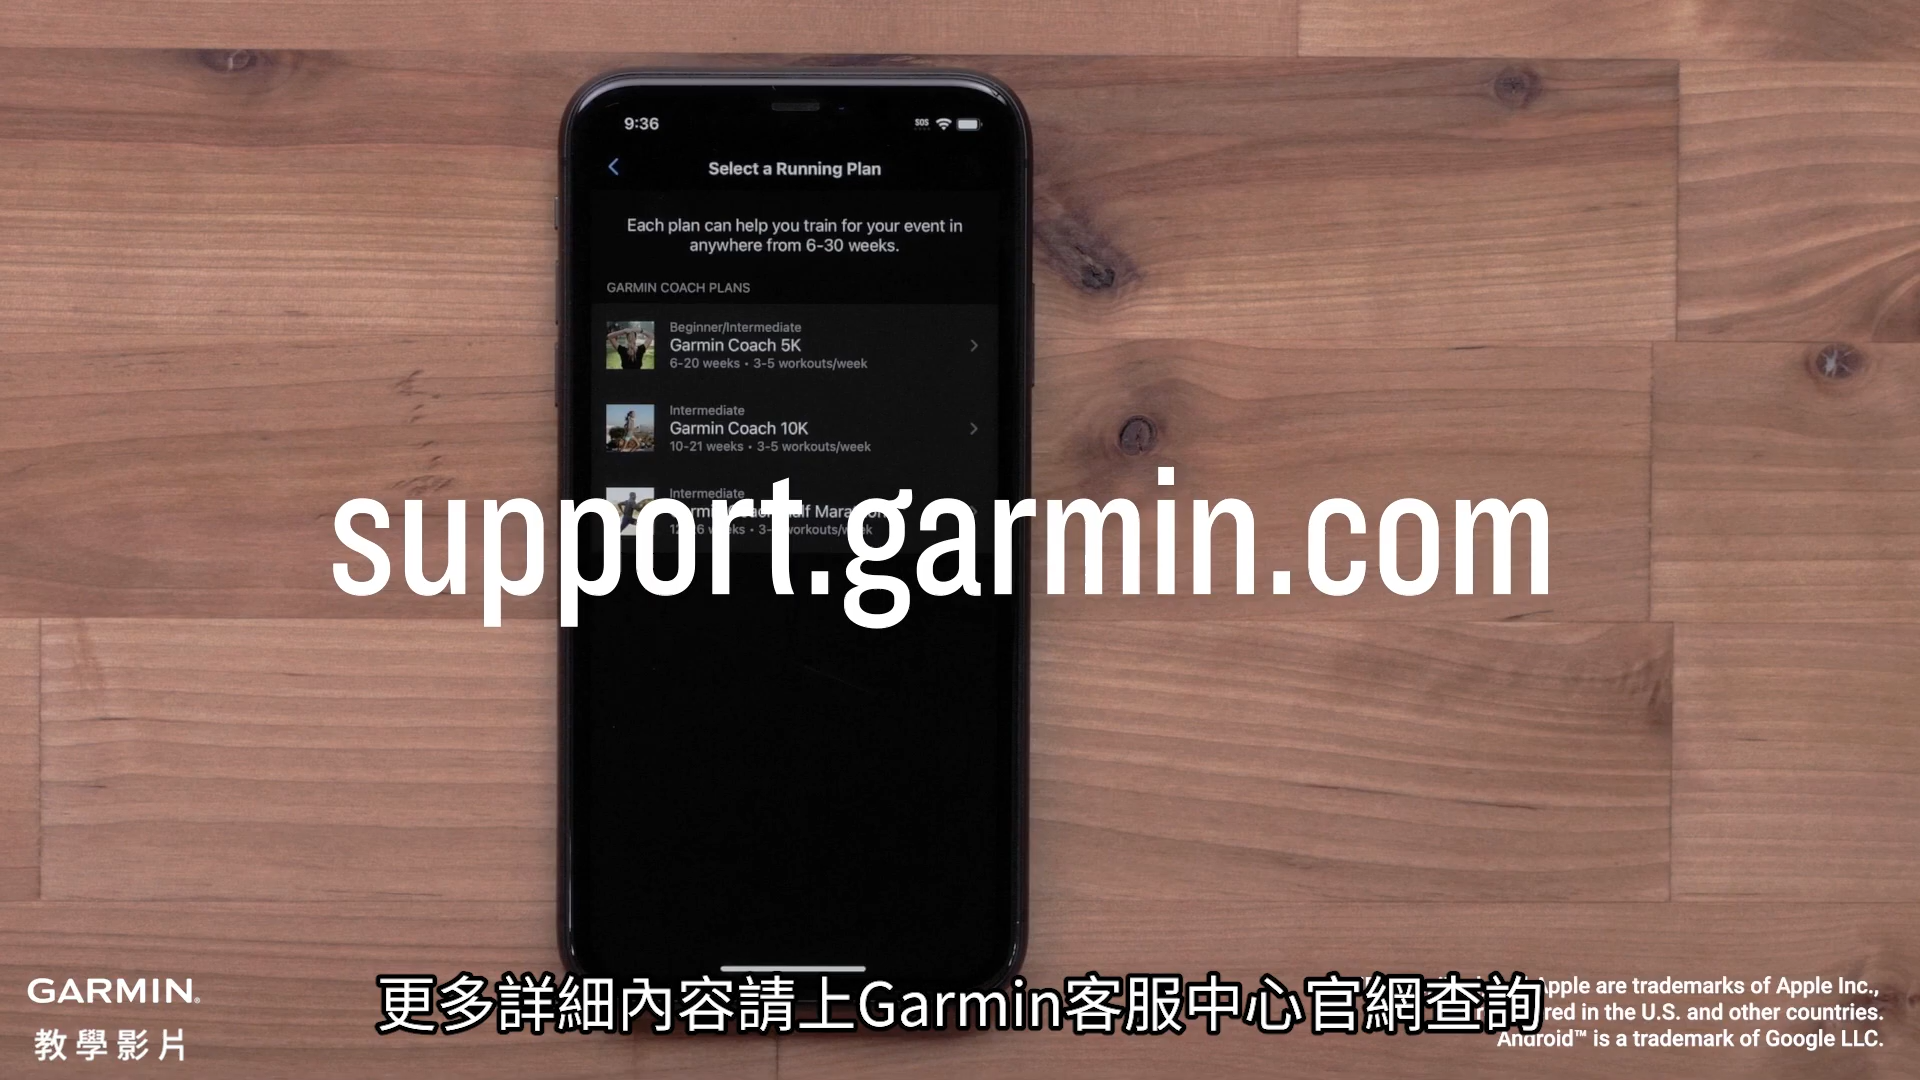 9:36
SOS
Select a Running Plan
Each plan can help you train for your event in
anywhere from 6-30 weeks.
GARMIN COACH PLANS
Beginner/Intermediate
Garmin Coach 5K
6-20 weeks • 3-5 workouts/week
Intermediate
Garmin Coach 10K
10-21 weeks • 3-5 workouts/week
Intermediate
support.garmin.com
GARMIN
教學影片
更多詳細內容請上Garmin客服中心官網查詢
Apple are trademarks of Apple Inc.,
in the U.S. and other countries.
Android™ is a trademark of Google LLC.